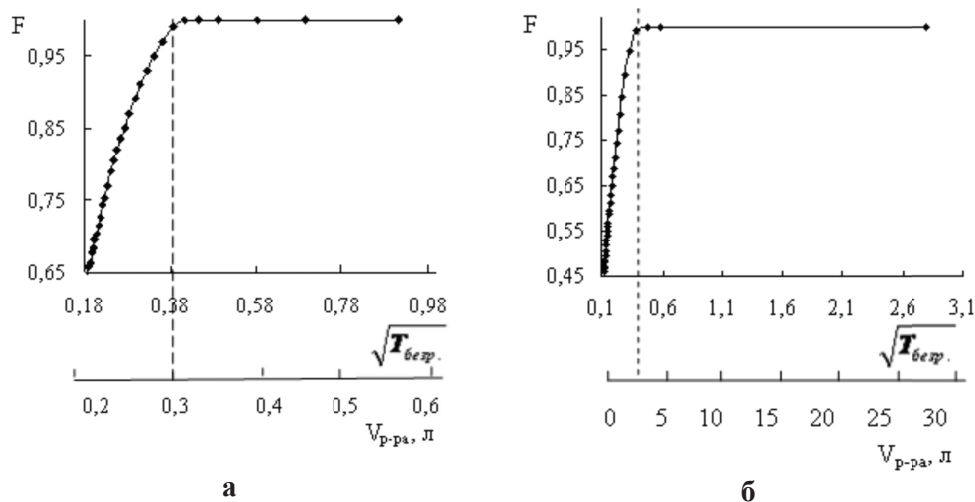 F
0,95
0,85
0,75
0,65
0,18 0,38 0,58 0,78 0,98
√T безр.
0,2 0,3 0,4 0,5 0,6
Vр-ра, л
а
F
0,95
0,85
0,75
0,65
0,55
0,45
0,1 0,6 1,1 1,6 2,1 2,6 3,1
√T безр.
0 5 10 15 20 25 30
Vр-ра, л
б